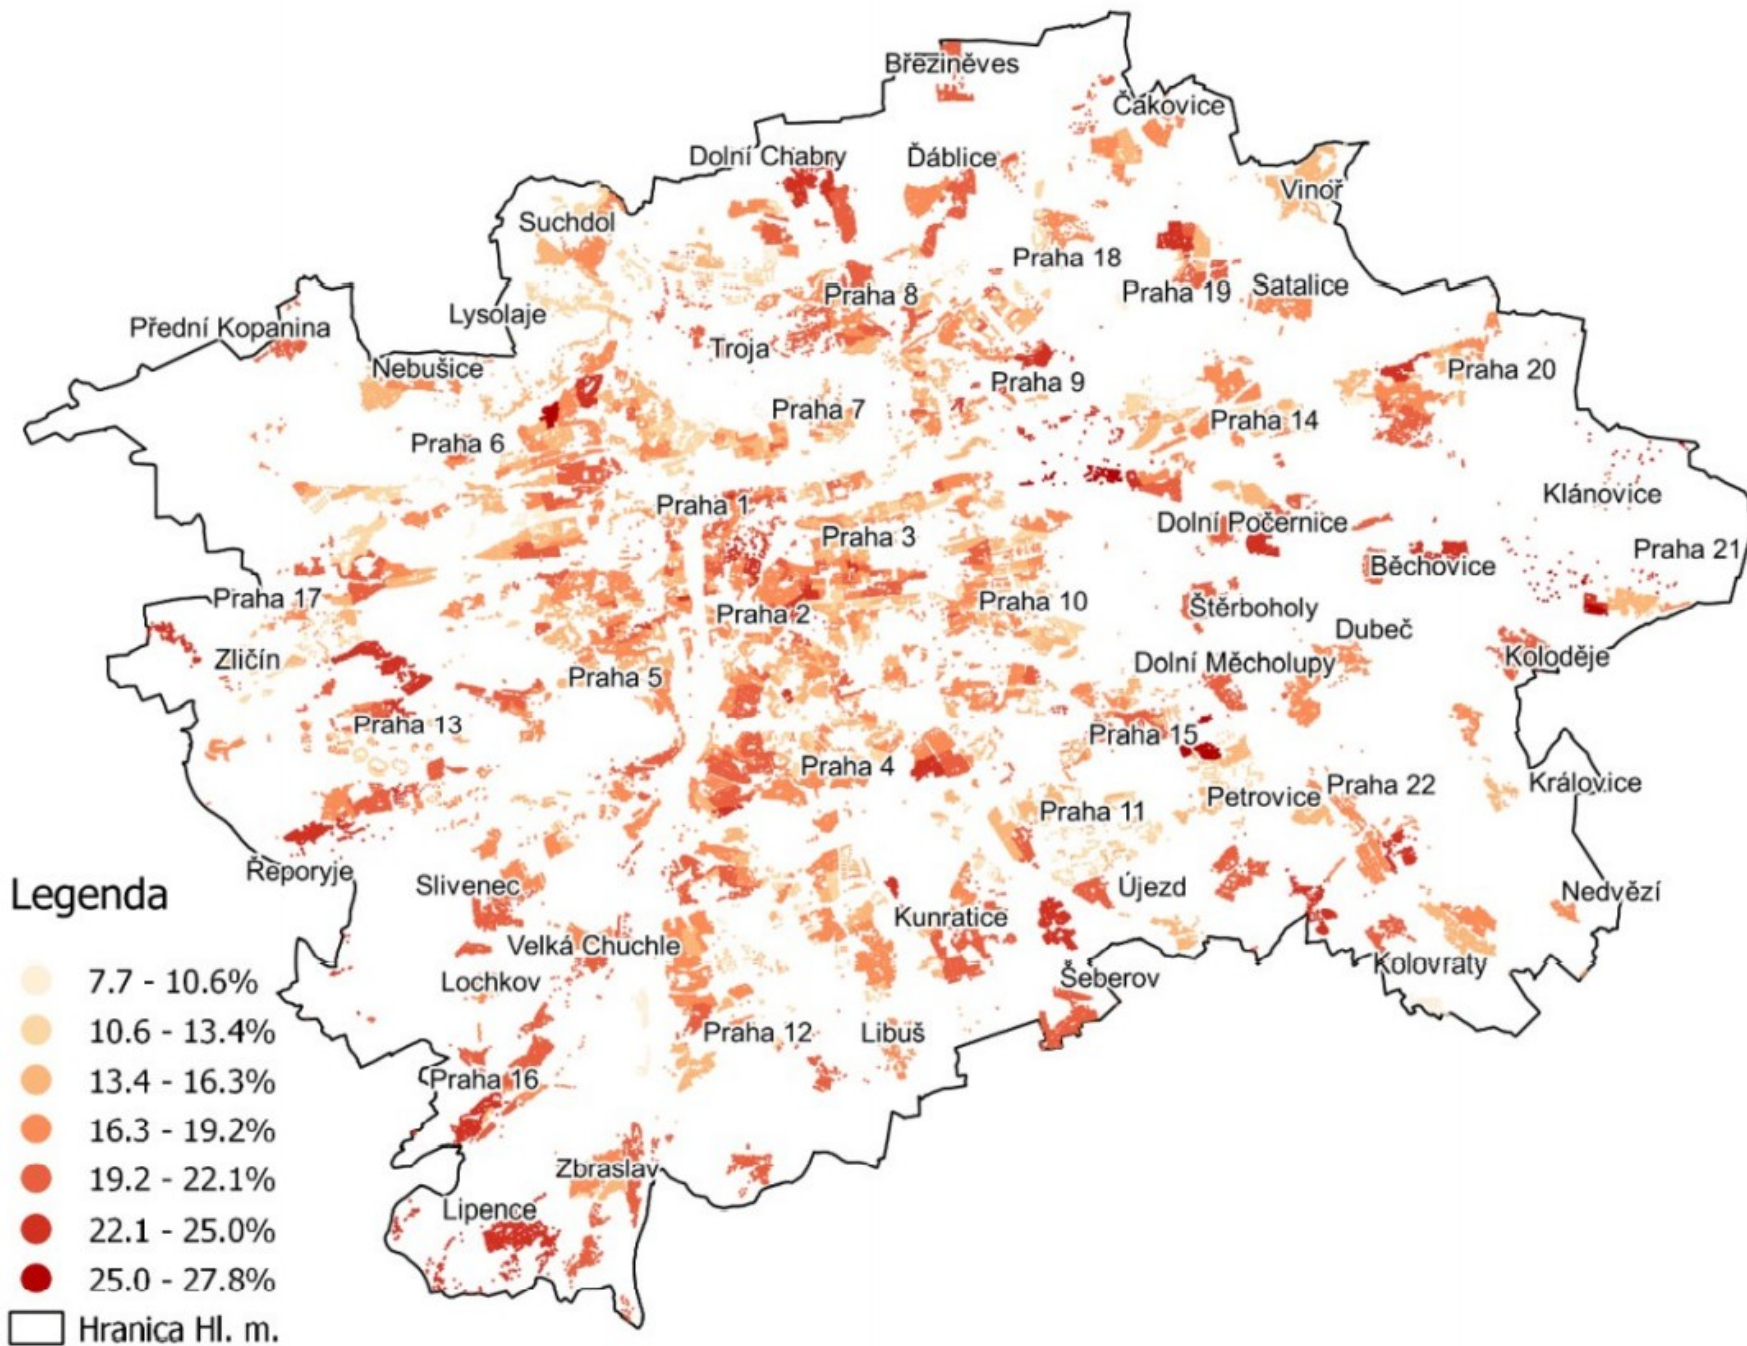 Březiněves
Čakovice
Dolní Chabry
Ďáblice
Vinoř
Suchdol
Praha 18
Praha 19
Satalice
Praha 8
Lysolaje
Přední Kopanina
Troja
Nebušice
Praha 9
Praha 20
Praha 7
Praha 14
Praha 6
Klánovice
Praha 1
Dolní Počernice
Praha 3
Praha 21
Běchovice
Praha 17
Praha 10
Štěrboholy
Praha 2
Dubeč
Zličín
Dolní Měcholupy
Koloděje
Praha 5
Praha 13
Praha 15
Praha 4
Královice
Praha 22
Petrovice
Praha 11
Řeporyje
Slivenec
Újezd
Nedvězí
Kunratice
Velká Chuchle
Kolovraty
Lochkov
Šeberov
Praha 12
Libuš
Praha 16
Zbraslav
Lipence
Legenda
7.7 - 10.6%
10.6 - 13.4%
13.4 - 16.3%
16.3 - 19.2%
19.2 - 22.1%
22.1 - 25.0%
25.0 - 27.8%
Hranica Hl. m.